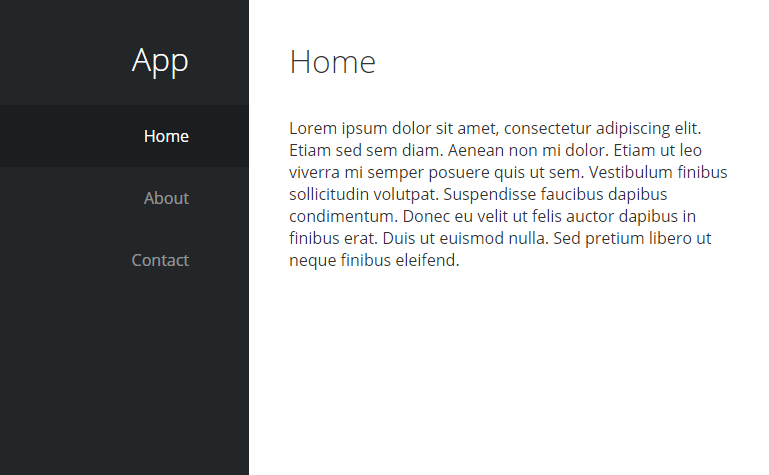 App
Home
About
Contact
Home
Lorem ipsum dolor sit amet, consectetur adipiscing elit.
Etiam sed sem diam. Aenean non mi dolor. Etiam ut leo
viverra mi semper posuere quis ut sem. Vestibulum finibus
sollicitudin volutpat. Suspendisse faucibus dapibus
condimentum. Donec eu velit ut felis auctor dapibus in
finibus erat. Duis ut euismod nulla. Sed pretium libero ut
neque finibus eleifend.